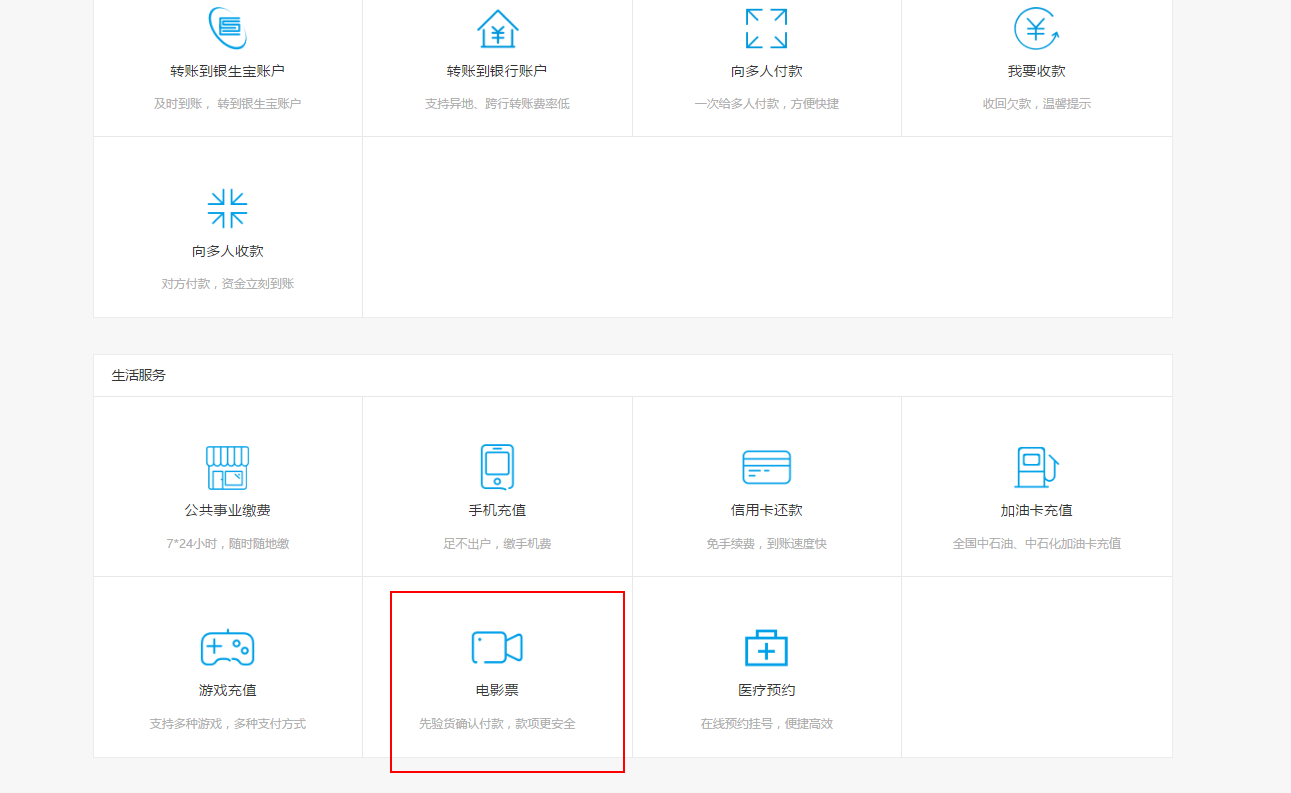 转账到银生宝账户
转账到银行账户
向多人付款
我要收款
及时到账， 转到银生宝账户
支持异地、跨行转账费率低
一次给多人付款，方便快捷
收回欠款，温馨提示
向多人收款
对方付款，资金立刻到账
生活服务
公共事业缴费
手机充值
信用卡还款
加油卡充值
7*24小时，随时随地缴
足不出户，缴手机费
免手续费，到账速度快
全国中石油、中石化加油卡充值
游戏充值
电影票
医疗预约
支持多种游戏，多种支付方式
先验货确认付款，款项更安全
在线预约挂号，便捷高效